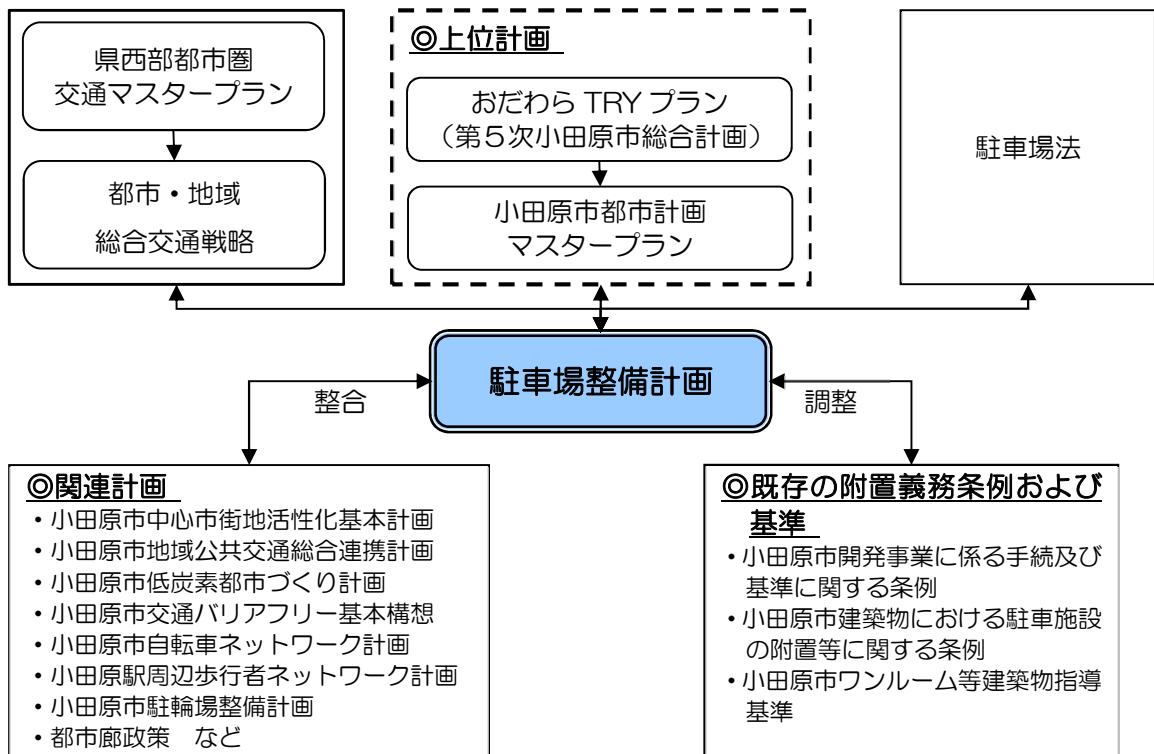 県西部都市圏
交通マスタープラン
都市・地域
総合交通戦略
◎上位計画
おだわら TRY プラン
（第５次小田原市総合計画）
小田原市都市計画
マスタープラン
駐車場法
駐車場整備計画
整合
調整
◎関連計画
・小田原市中心市街地活性化基本計画
・小田原市地域公共交通総合連携計画
・小田原市低炭素都市づくり計画
・小田原市交通バリアフリー基本構想
・小田原市自転車ネットワーク計画
・小田原駅周辺歩行者ネットワーク計画
・小田原市駐輪場整備計画
・都市廊政策　など
◎既存の附置義務条例および
基準
・小田原市開発事業に係る手続及び
基準に関する条例
・小田原市建築物における駐車施設
の附置等に関する条例
・小田原市ワンルーム等建築物指導
基準